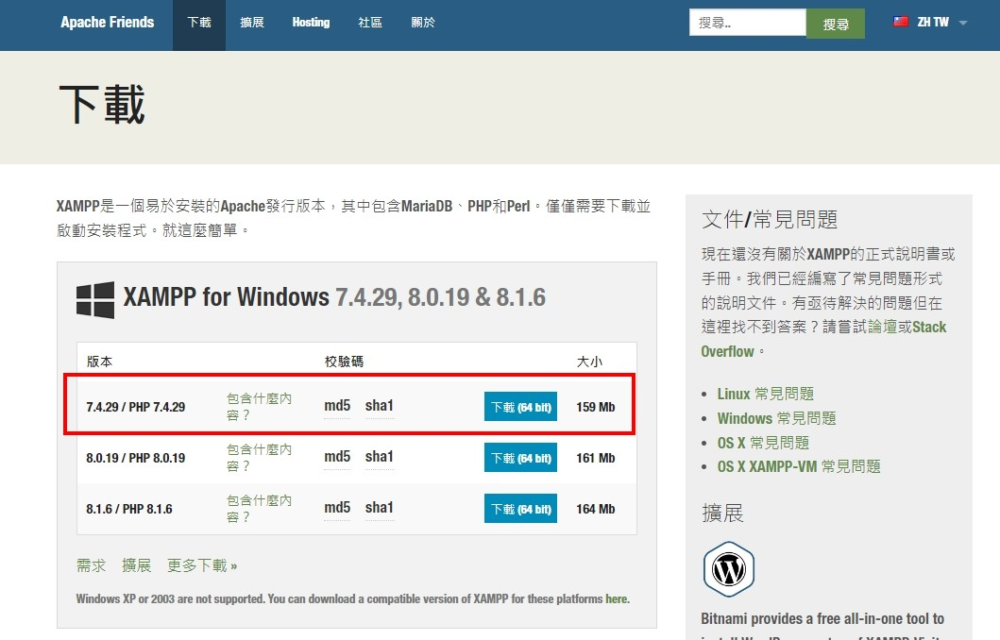 Apache Friends 下載 擴展 Hosting 社區 關於 搜尋.. 搜尋 ZH TW
下載
XAMPP是一個易於安裝的Apache發行版本，其中包含MariaDB、PHP和Perl。僅僅需要下載並
啟動安裝程式。就這麼簡單。
XAMPP for Windows 7.4.29, 8.0.19 & 8.1.6
版本 校驗碼 大小
7.4.29 / PHP 7.4.29 包含什麼內
容？ md5 sha1 下載 (64 bit) 159 Mb
8.0.19 / PHP 8.0.19 包含什麼內
容？ md5 sha1 下載 (64 bit) 161 Mb
8.1.6 / PHP 8.1.6 包含什麼內
容？ md5 sha1 下載 (64 bit) 164 Mb
需求 擴展 更多下載 »
Windows XP or 2003 are not supported. You can download a compatible version of XAMPP for these platforms here.
文件/常見問題
現在還沒有關於XAMPP的正式說明書或
手冊。我們已經編寫了常見問題形式
的說明文件。有亟待解決的問題但在
這裡找不到答案？請嘗試論壇或Stack
Overflow。
• Linux 常見問題
• Windows 常見問題
• OS X 常見問題
• OS X XAMPP-VM 常見問題
擴展
Bitnami provides a free all-in-one tool to